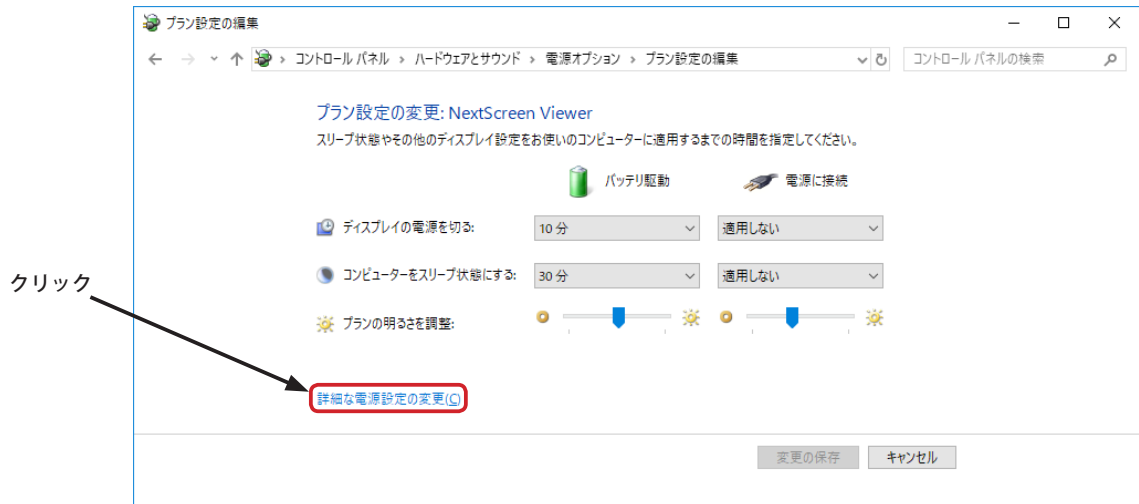 プラン設定の編集
コントロール パネル › ハードウェアとサウンド › 電源オプション › プラン設定の編集
コントロール パネルの検索
プラン設定の変更: NextScreen Viewer
スリープ状態やその他のディスプレイ設定をお使いのコンピューターに適用するまでの時間を指定してください。
バッテリ駆動 電源に接続
ディスプレイの電源を切る: 10 分 適用しない
コンピューターをスリープ状態にする: 30 分 適用しない
クリック
プランの明るさを調整:
詳細な電源設定の変更(C)
変更の保存 キャンセル